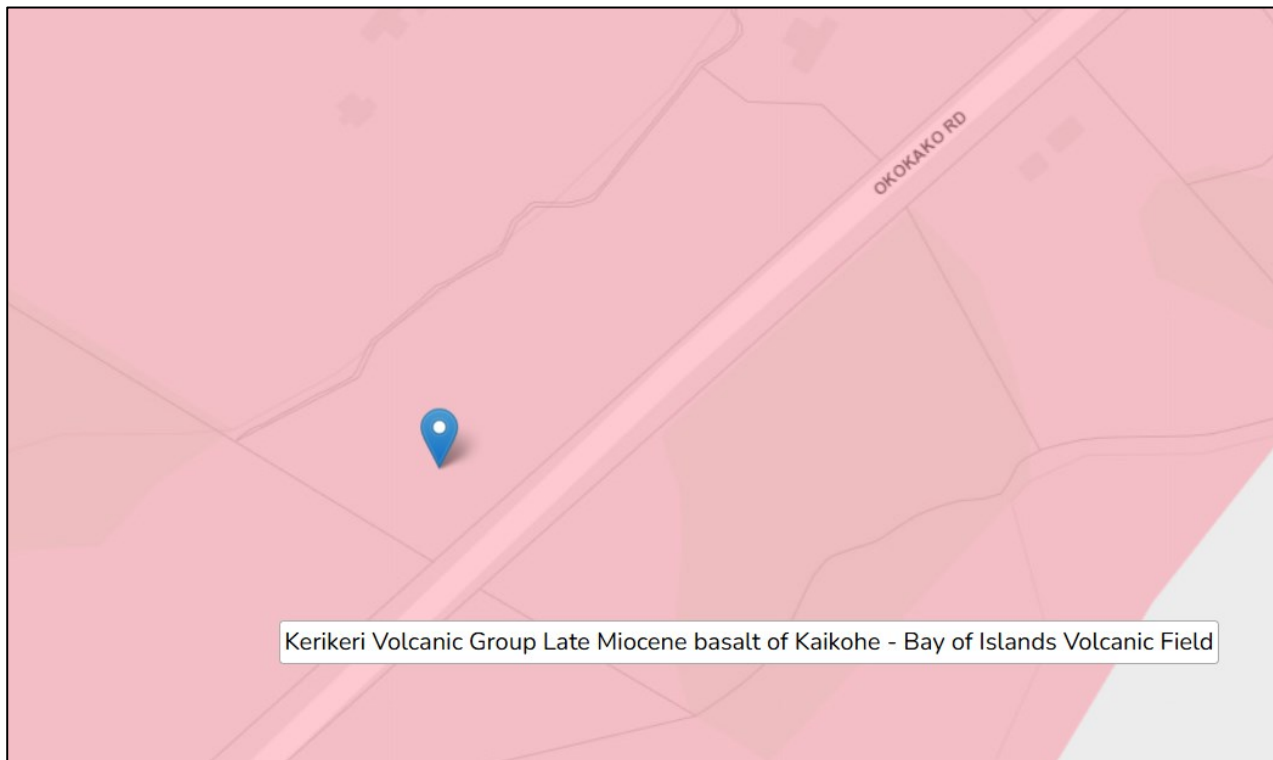 OKOKAKO RD
Kerikeri Volcanic Group Late Miocene basalt of Kaikohe - Bay of Islands Volcanic Field